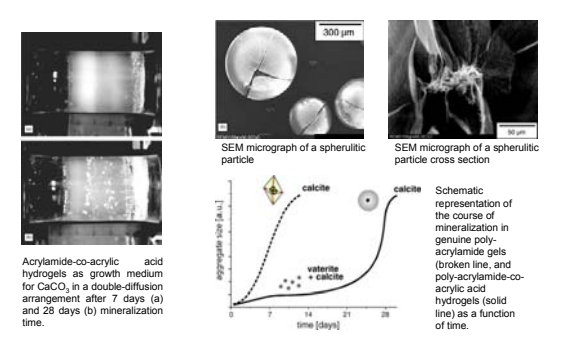 300 µm
50 µm
SEM micrograph of a spherulitic
particle
SEM micrograph of a spherulitic
particle cross section
Acrylamide-co-acrylic acid
hydrogels as growth medium
for CaCO3 in a double-diffusion
arrangement after 7 days (a)
and 28 days (b) mineralization
time.
aggregate size [a.u.]
calcite
calcite
vaterite
+ calcite
0 7 14 21 28
time [days]
Schematic
representation of
the course of
mineralization in
genuine poly-
acrylamide gels
(broken line, and
poly-acrylamide-co-
acrylic acid
hydrogels (solid
line) as a function
of time.